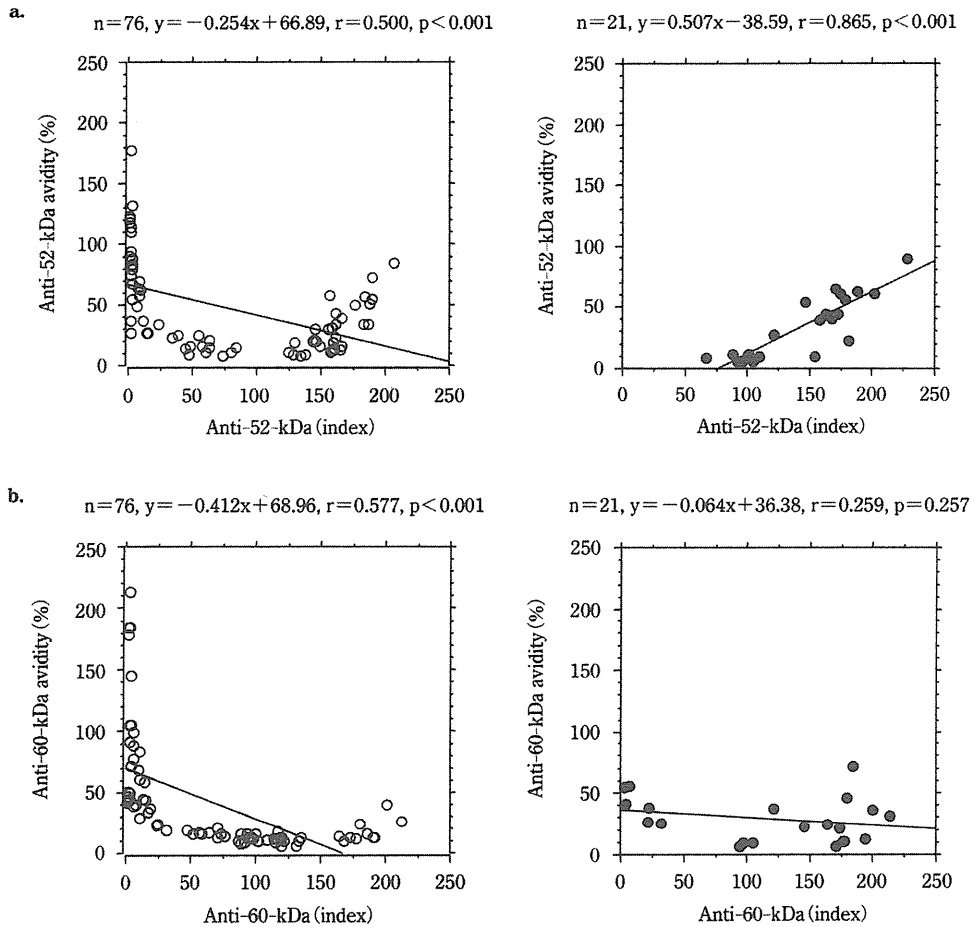 a.
n=76, y=−0.254x+66.89, r=0.500, p<0.001
n=21, y=0.507x−38.59, r=0.865, p<0.001
Anti-52-kDa avidity (%)
250
200
150
100
50
0
0 50 100 150 200 250
Anti-52-kDa (index)
Anti-52-kDa avidity (%)
250
200
150
100
50
0
0 50 100 150 200 250
Anti-52-kDa (index)
b.
n=76, y=−0.412x+68.96, r=0.577, p<0.001
n=21, y=−0.064x+36.38, r=0.259, p=0.257
Anti-60-kDa avidity (%)
250
200
150
100
50
0
0 50 100 150 200 250
Anti-60-kDa (index)
Anti-60-kDa avidity (%)
250
200
150
100
50
0
0 50 100 150 200 250
Anti-60-kDa (index)